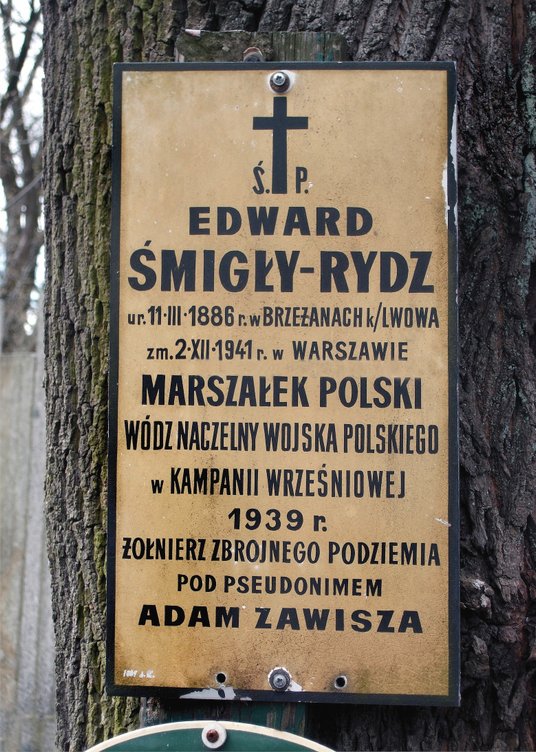 Ś. P.
EDWARD
ŚMIGŁY-RYDZ
ur. 11·III·1886 r. w BRZEŻANACH k/LWOWA
zm. 2·XII·1941 r. w WARSZAWIE
MARSZAŁEK POLSKI
WÓDZ NACZELNY WOJSKA POLSKIEGO
w KAMPANII WRZEŚNIOWEJ
1939 r.
ŻOŁNIERZ ZBROJNEGO PODZIEMIA
POD PSEUDONIMEM
ADAM ZAWISZA